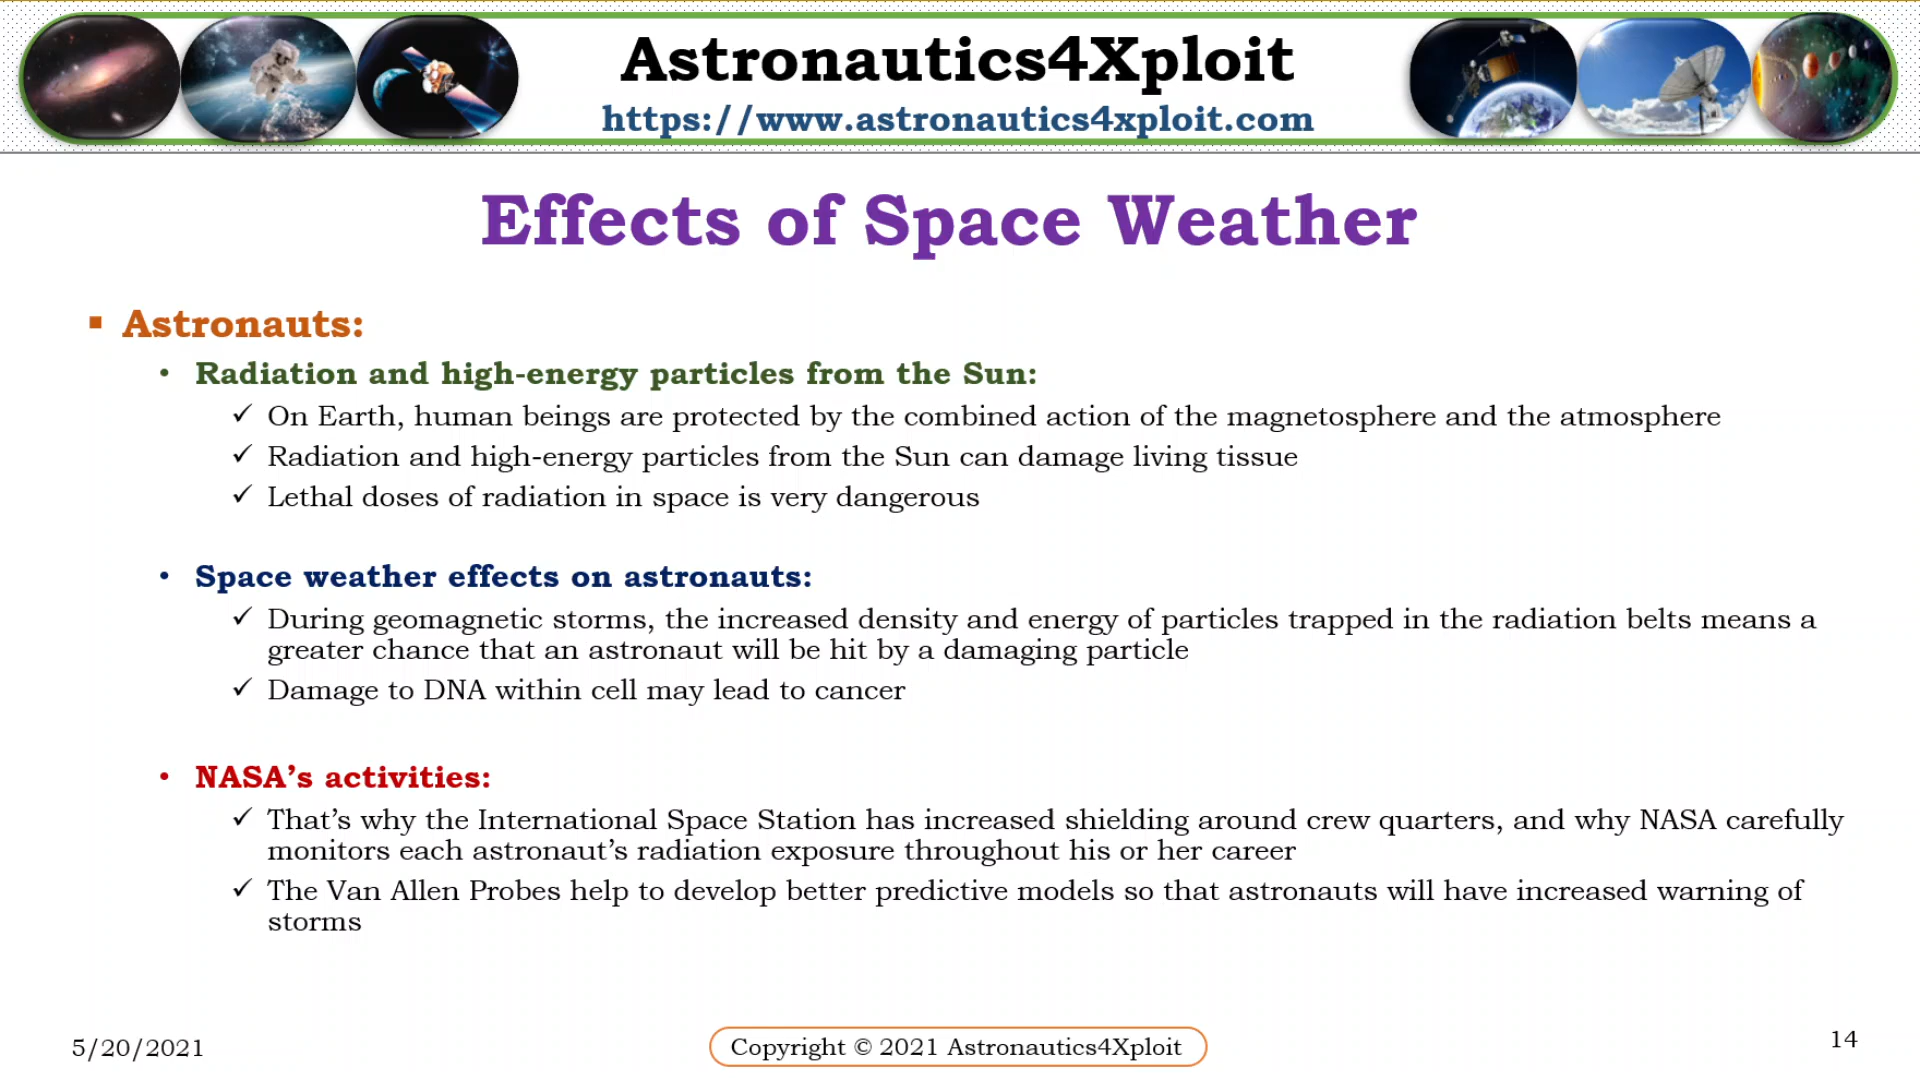 Astronautics4Xploit
https://www.astronautics4xploit.com
Effects of Space Weather
▪ Astronauts:
• Radiation and high-energy particles from the Sun:
✓ On Earth, human beings are protected by the combined action of the magnetosphere and the atmosphere
✓ Radiation and high-energy particles from the Sun can damage living tissue
✓ Lethal doses of radiation in space is very dangerous
• Space weather effects on astronauts:
✓ During geomagnetic storms, the increased density and energy of particles trapped in the radiation belts means a
greater chance that an astronaut will be hit by a damaging particle
✓ Damage to DNA within cell may lead to cancer
• NASA’s activities:
✓ That’s why the International Space Station has increased shielding around crew quarters, and why NASA carefully
monitors each astronaut’s radiation exposure throughout his or her career
✓ The Van Allen Probes help to develop better predictive models so that astronauts will have increased warning of
storms
5/20/2021
Copyright © 2021 Astronautics4Xploit
14